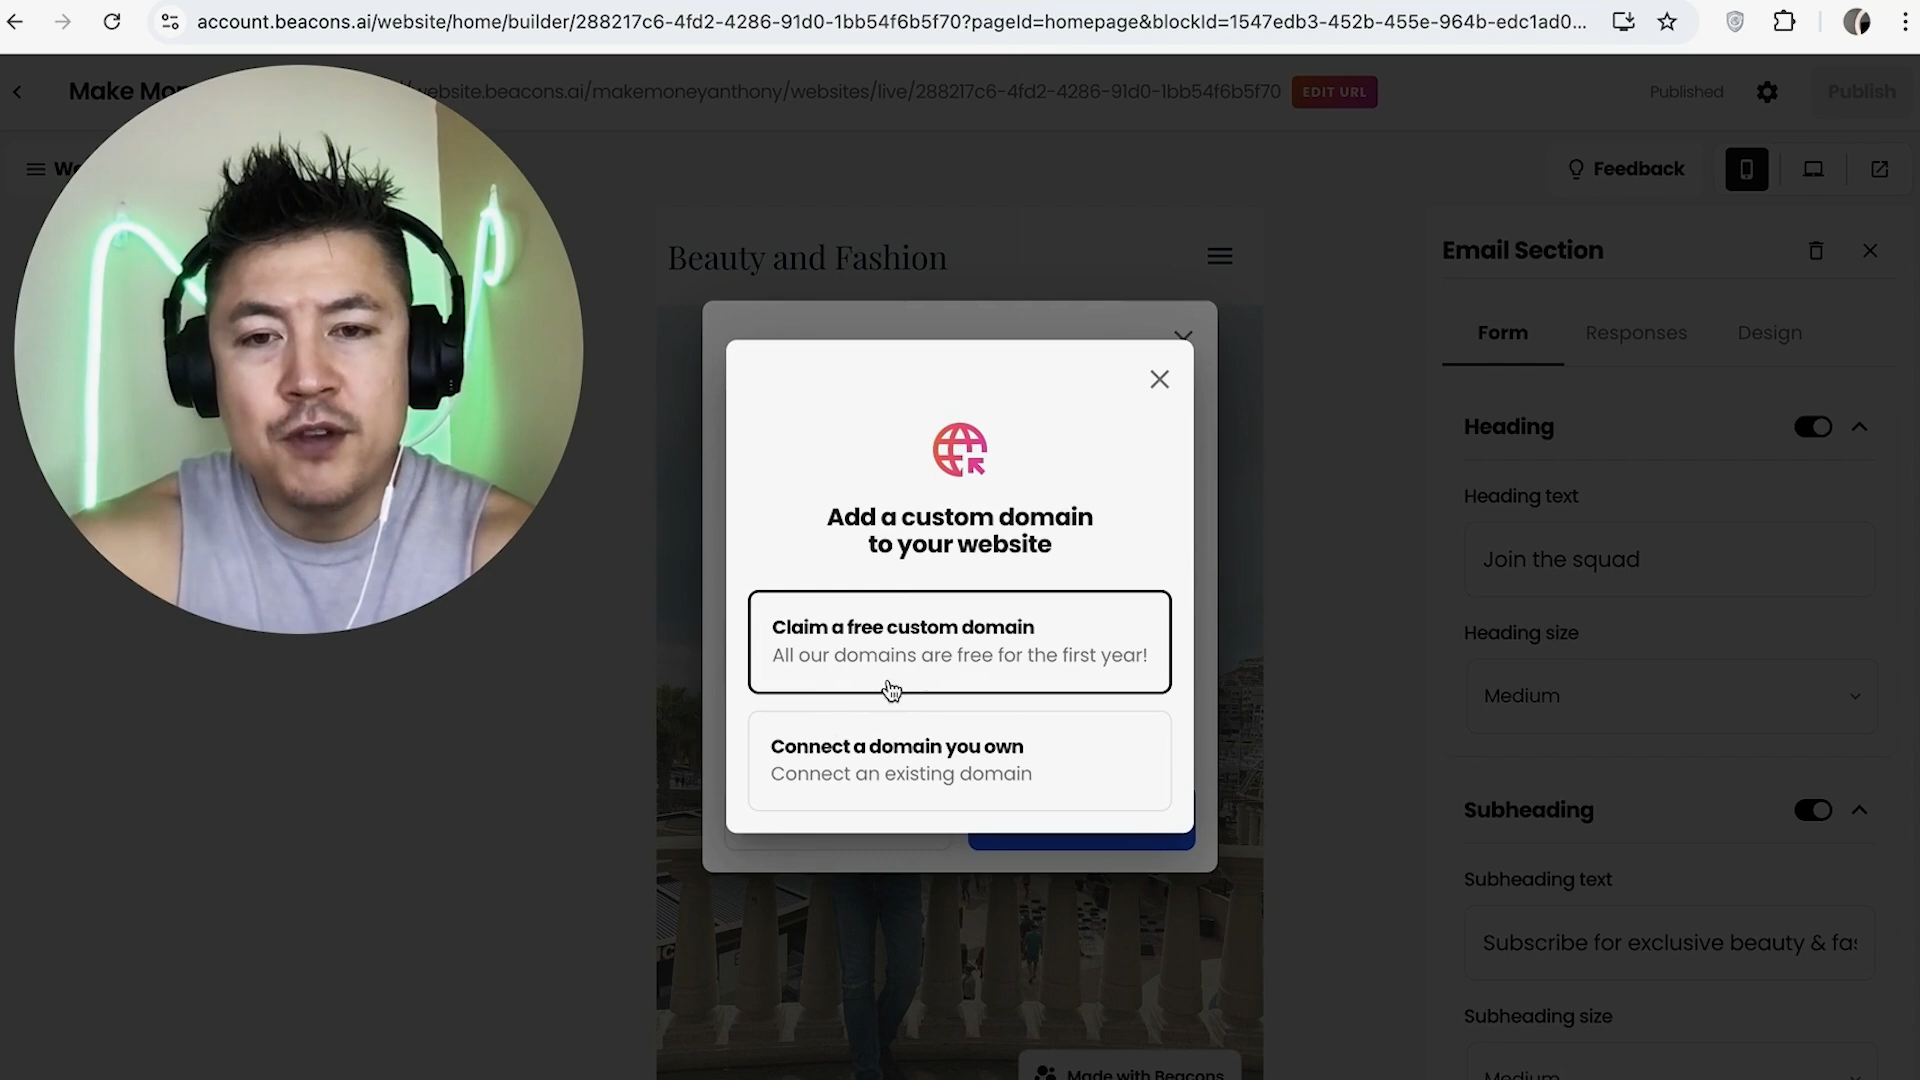 account.beacons.ai/website/home/builder/288217c6-4fd2-4286-91d0-1bb54f6b5f70?pageId=homepage&blockId=1547edb3-452b-455e-964b-edc1ad0...
Make
website.beacons.ai/makemoneyanthony/websites/live/288217c6-4fd2-4286-91d0-1bb54f6b5f70
EDIT URL
Published
Publish
Feedback
Beauty and Fashion
Email Section
Form
Responses
Design
Heading
Heading text
Join the squad
Heading size
Medium
Subheading
Subheading text
Subscribe for exclusive beauty & fas
Subheading size
Medium
Add a custom domain
to your website
Claim a free custom domain
All our domains are free for the first year!
Connect a domain you own
Connect an existing domain
Made with Beacons